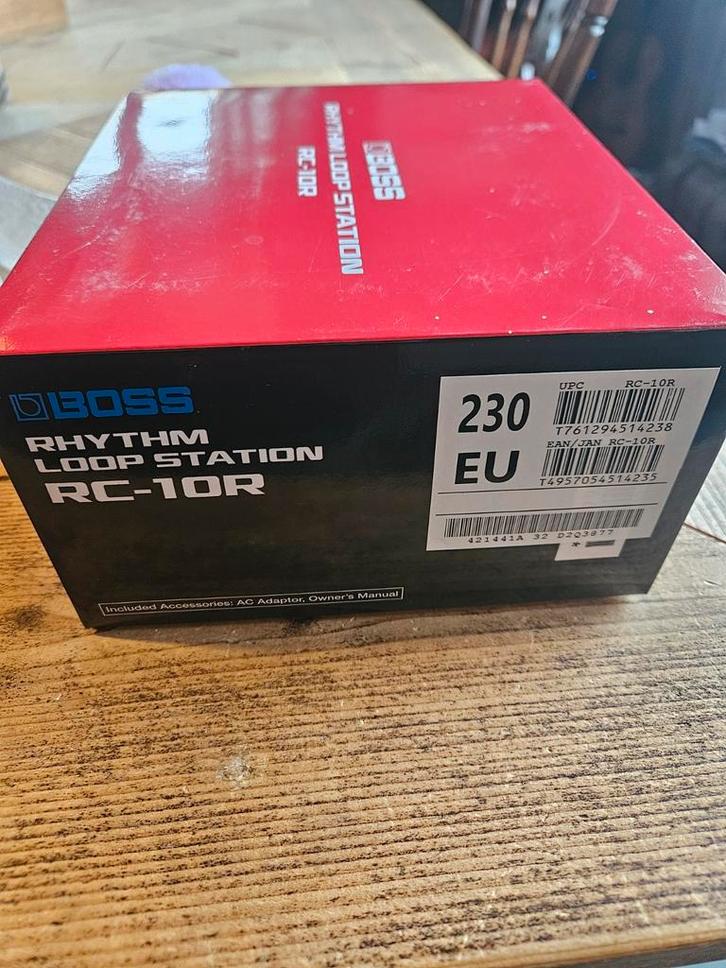 BOSS
RHYTHM LOOP STATION
RC-10R
BOSS
RHYTHM
LOOP STATION
RC-10R
Included Accessories: AC Adaptor, Owner's Manual
230
EU
UPC RC-10R
T761294514238
EAN/JAN RC-10R
T4957054514235
421441A 32 D2Q3877
*